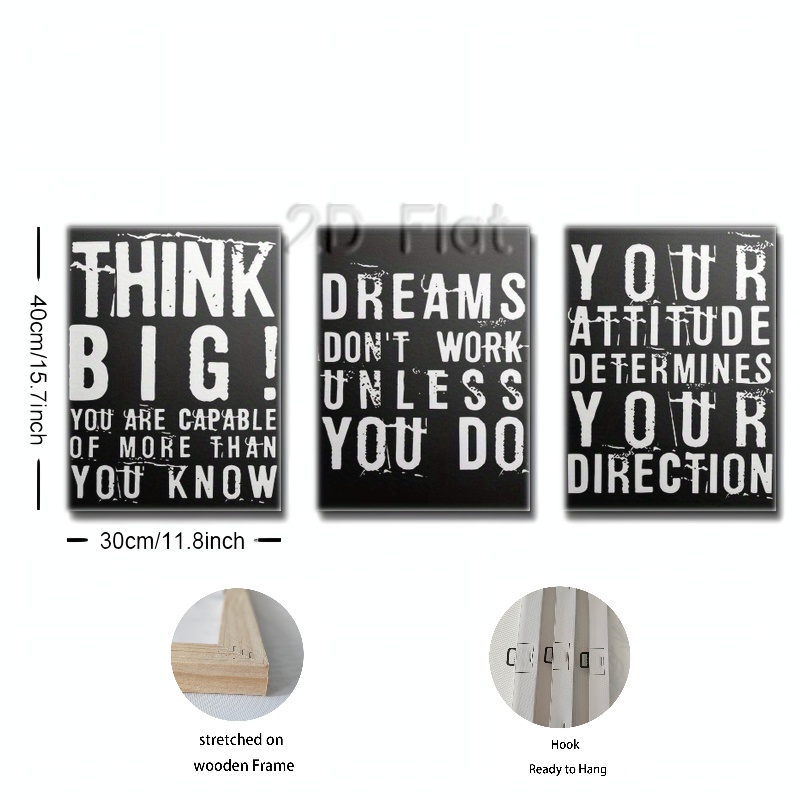 2D Flat
THINK
BIG!
YOU ARE CAPABLE
OF MORE THAN
YOU KNOW
DREAMS
DON'T WORK
UNLESS
YOU DO
YOUR
ATTITUDE
DETERMINES
YOUR
DIRECTION
40cm/15.7inch
30cm/11.8inch
stretched on
wooden Frame
Hook
Ready to Hang